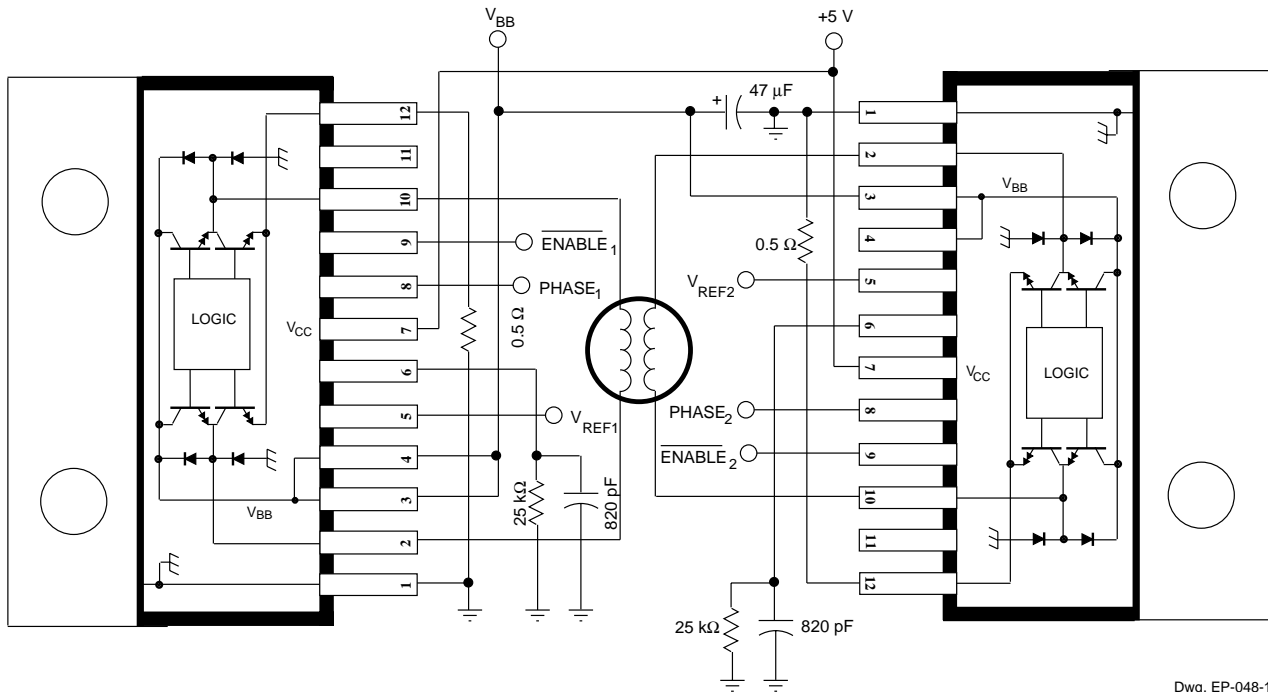 V_BB
+5 V
47 µF
+
12
11
10
9
8
7
6
5
4
3
2
1
ENABLE_1
PHASE_1
V_CC
LOGIC
0.5 Ω
V_REF1
V_BB
25 kΩ
820 pF
1
2
3
4
5
6
7
8
9
10
11
12
V_BB
0.5 Ω
V_REF2
V_CC
LOGIC
PHASE_2
ENABLE_2
25 kΩ
820 pF
Dwg. EP-048-1